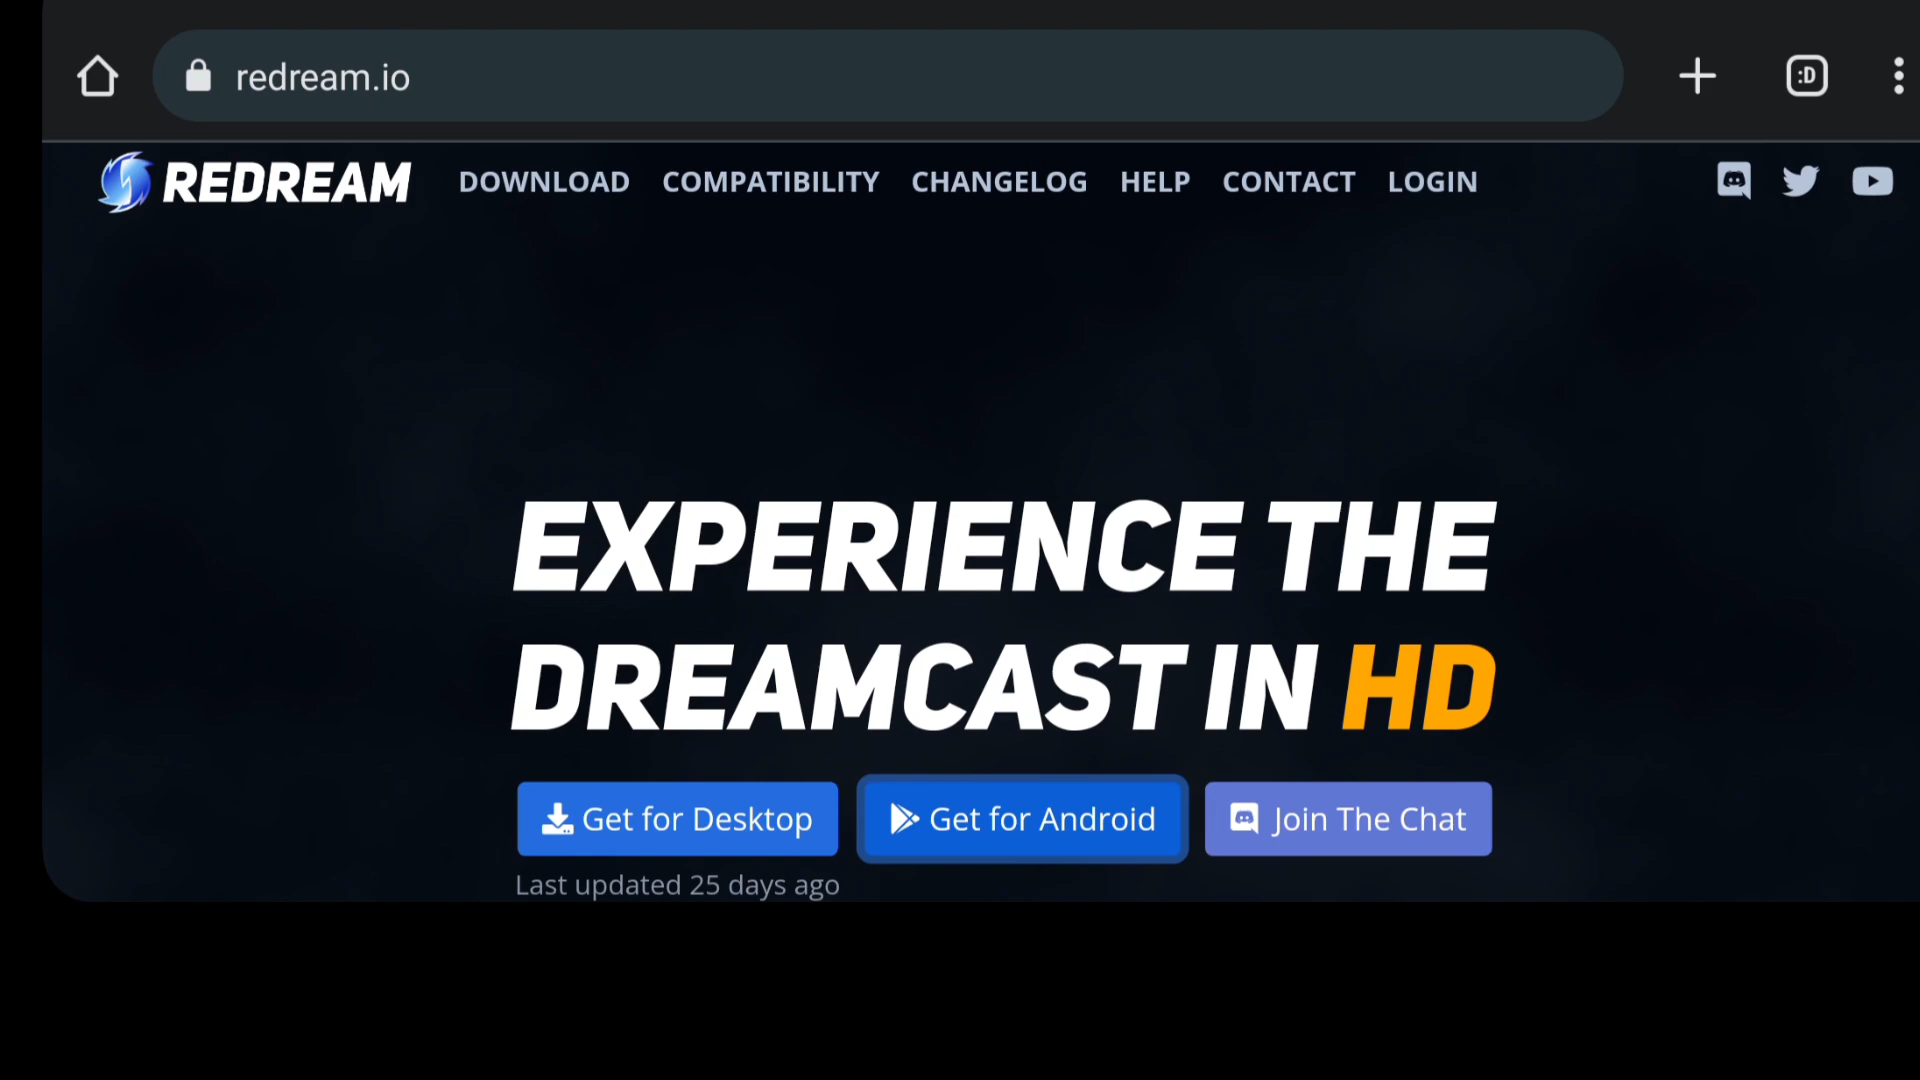 redream.io
:D
REDREAM DOWNLOAD COMPATIBILITY CHANGELOG HELP CONTACT LOGIN
EXPERIENCE THE
DREAMCAST IN HD
Get for Desktop Get for Android Join The Chat
Last updated 25 days ago